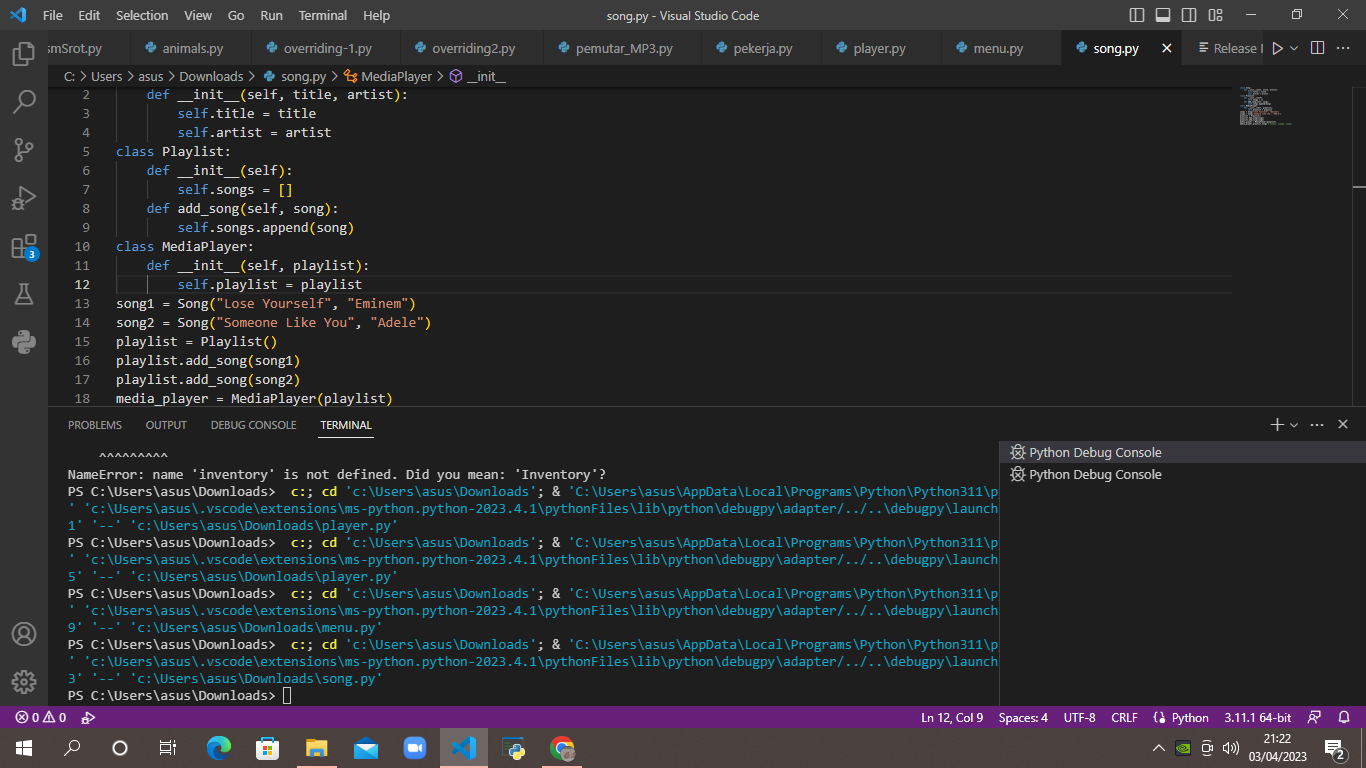 File Edit Selection View Go Run Terminal Help song.py - Visual Studio Code
smSrot.py animals.py overriding-1.py overriding2.py pemutar_MP3.py pekerja.py player.py menu.py song.py Release
C: > Users > asus > Downloads > song.py > MediaPlayer > __init__
2 def __init__(self, title, artist):
3 self.title = title
4 self.artist = artist
5 class Playlist:
6 def __init__(self):
7 self.songs = []
8 def add_song(self, song):
9 self.songs.append(song)
10 class MediaPlayer:
11 def __init__(self, playlist):
12 self.playlist = playlist
13 song1 = Song("Lose Yourself", "Eminem")
14 song2 = Song("Someone Like You", "Adele")
15 playlist = Playlist()
16 playlist.add_song(song1)
17 playlist.add_song(song2)
18 media_player = MediaPlayer(playlist)
3
PROBLEMS OUTPUT DEBUG CONSOLE TERMINAL
^^^^^^^^^
NameError: name 'inventory' is not defined. Did you mean: 'Inventory'?
PS C:\Users\asus\Downloads> c:; cd 'c:\Users\asus\Downloads'; & 'C:\Users\asus\AppData\Local\Programs\Python\Python311\p
' 'c:\Users\asus\.vscode\extensions\ms-python.python-2023.4.1\pythonFiles\lib\python\debugpy\adapter/../..\debugpy\launch
1' '--' 'c:\Users\asus\Downloads\player.py'
PS C:\Users\asus\Downloads> c:; cd 'c:\Users\asus\Downloads'; & 'C:\Users\asus\AppData\Local\Programs\Python\Python311\p
' 'c:\Users\asus\.vscode\extensions\ms-python.python-2023.4.1\pythonFiles\lib\python\debugpy\adapter/../..\debugpy\launch
5' '--' 'c:\Users\asus\Downloads\player.py'
PS C:\Users\asus\Downloads> c:; cd 'c:\Users\asus\Downloads'; & 'C:\Users\asus\AppData\Local\Programs\Python\Python311\p
' 'c:\Users\asus\.vscode\extensions\ms-python.python-2023.4.1\pythonFiles\lib\python\debugpy\adapter/../..\debugpy\launch
9' '--' 'c:\Users\asus\Downloads\menu.py'
PS C:\Users\asus\Downloads> c:; cd 'c:\Users\asus\Downloads'; & 'C:\Users\asus\AppData\Local\Programs\Python\Python311\p
' 'c:\Users\asus\.vscode\extensions\ms-python.python-2023.4.1\pythonFiles\lib\python\debugpy\adapter/../..\debugpy\launch
3' '--' 'c:\Users\asus\Downloads\song.py'
PS C:\Users\asus\Downloads>
Python Debug Console
Python Debug Console
0 0 Ln 12, Col 9 Spaces: 4 UTF-8 CRLF Python 3.11.1 64-bit
21:22
03/04/2023
2